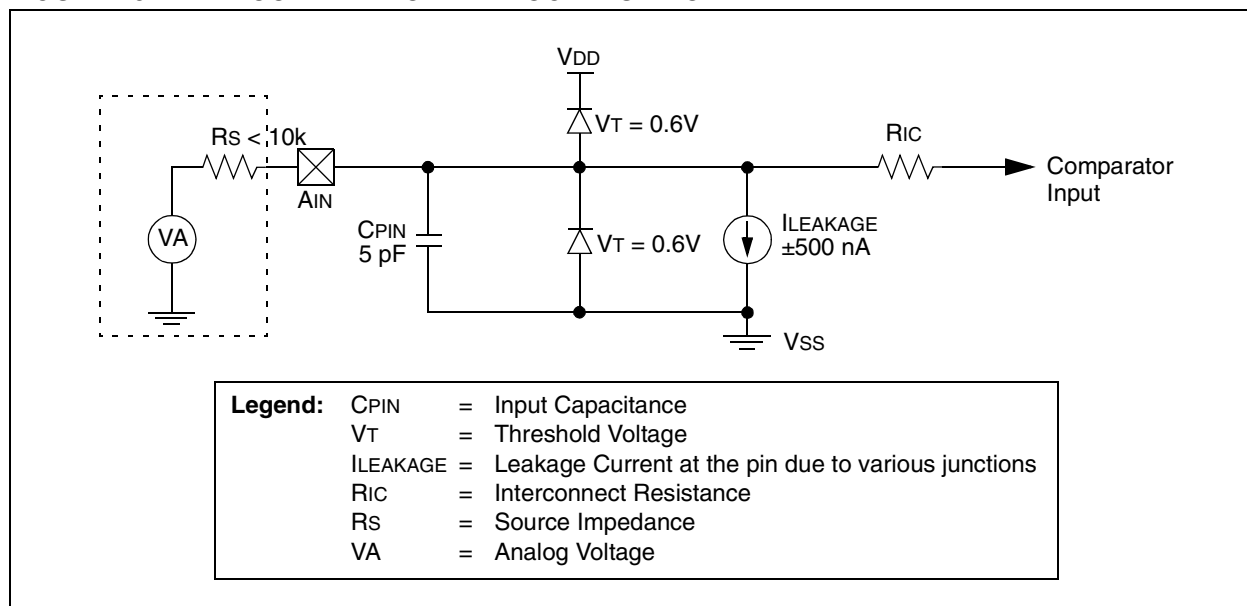 VDD
VT = 0.6V
RS < 10k
RIC
AIN
Comparator
Input
VA
CPIN
5 pF
VT = 0.6V
ILEAKAGE
±500 nA
VSS
Legend: CPIN = Input Capacitance
VT = Threshold Voltage
ILEAKAGE = Leakage Current at the pin due to various junctions
RIC = Interconnect Resistance
RS = Source Impedance
VA = Analog Voltage